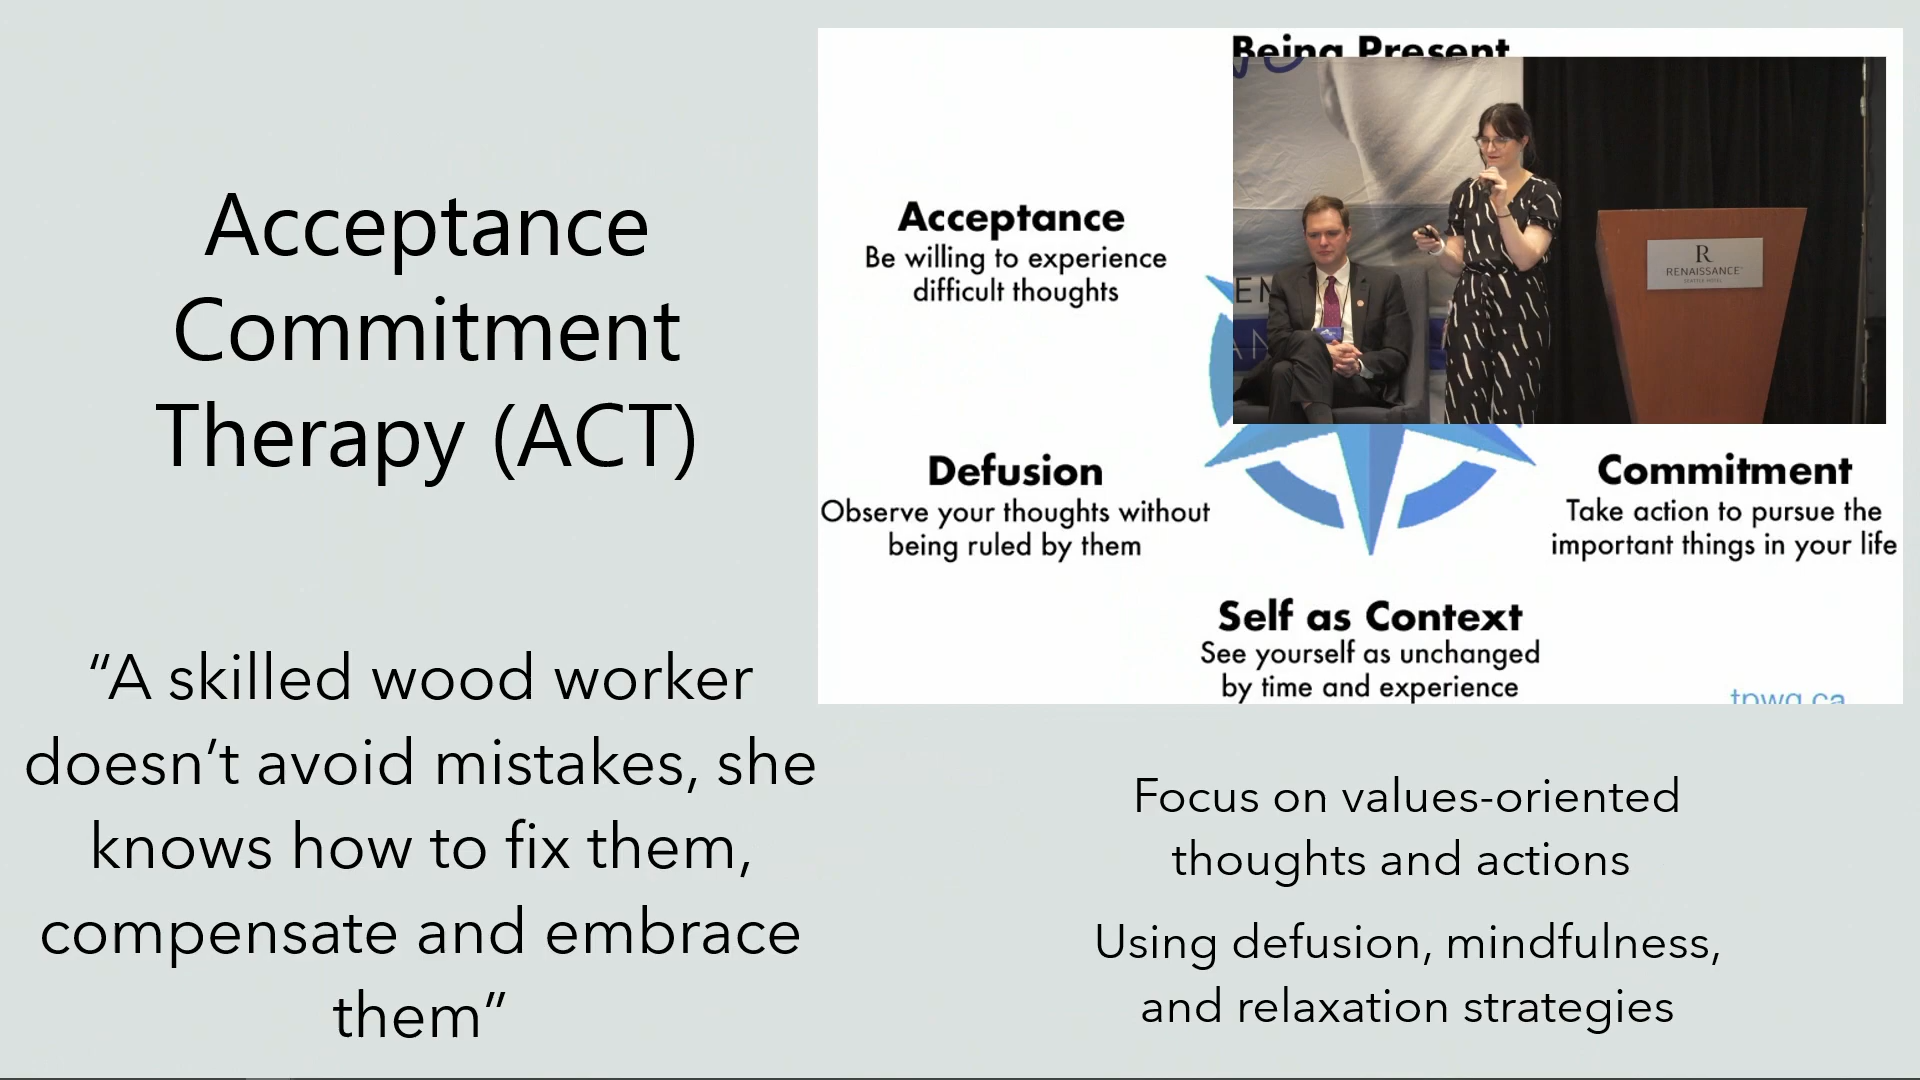 Acceptance
Commitment
Therapy (ACT)
“A skilled wood worker
doesn’t avoid mistakes, she
knows how to fix them,
compensate and embrace
them”
Being Present
Acceptance
Be willing to experience
difficult thoughts
R
RENAISSANCE
SEATTLE HOTEL
Defusion
Observe your thoughts without
being ruled by them
Commitment
Take action to pursue the
important things in your life
Self as Context
See yourself as unchanged
by time and experience
tpwg.ca
Focus on values-oriented
thoughts and actions
Using defusion, mindfulness,
and relaxation strategies